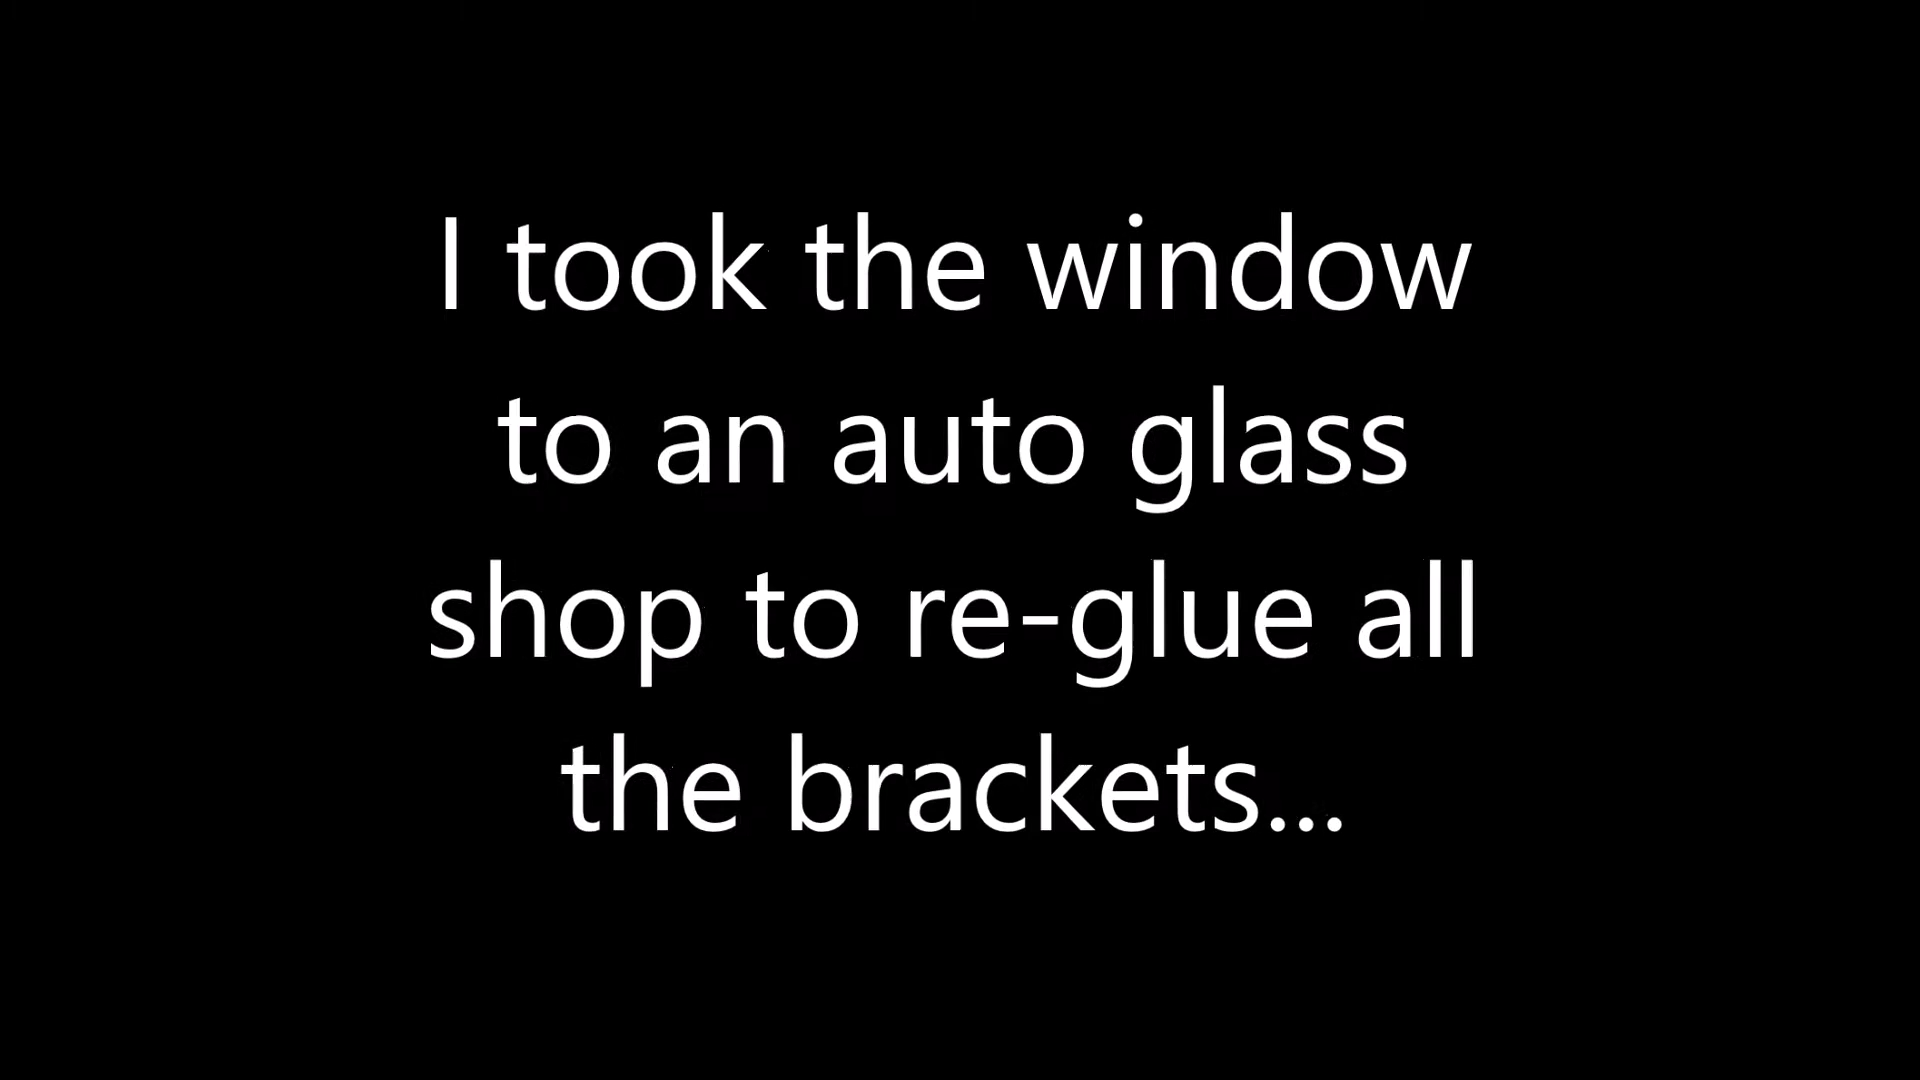 I took the window
to an auto glass
shop to re-glue all
the brackets...